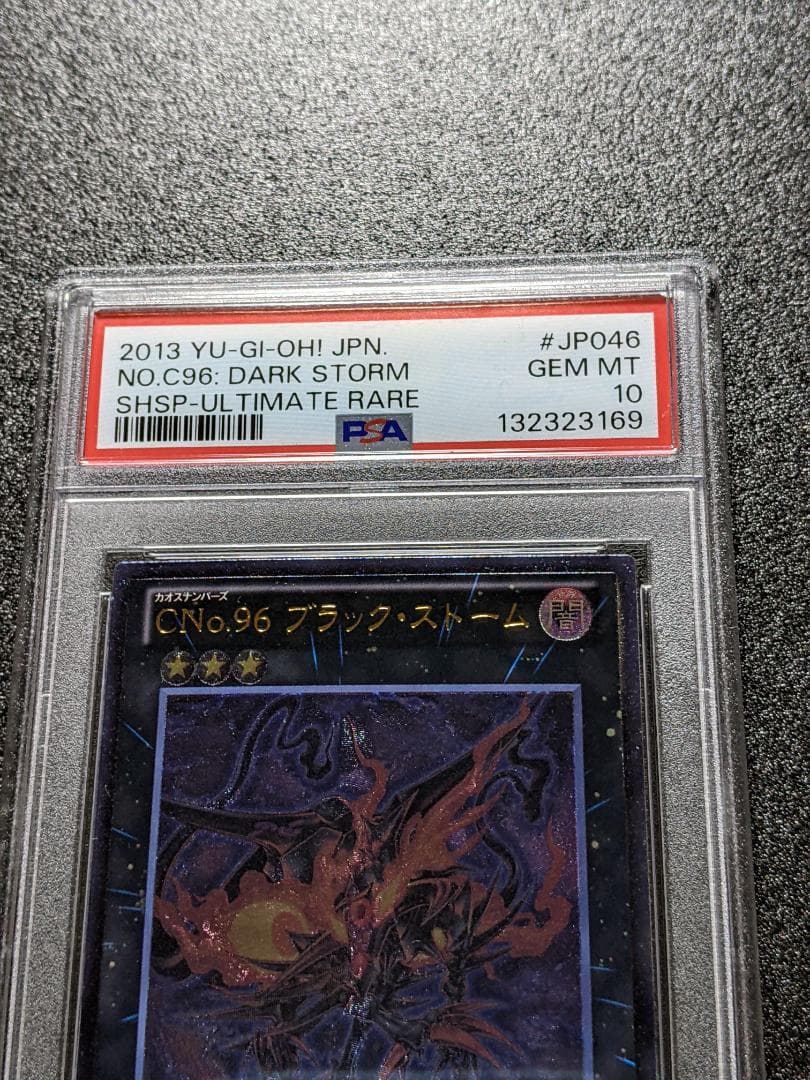 2013 YU-GI-OH! JPN. #JP046
NO.C96: DARK STORM GEM MT
SHSP-ULTIMATE RARE 10
PSA 132323169
カオスナンバーズ
CNo.96 ブラック・ストーム 闇